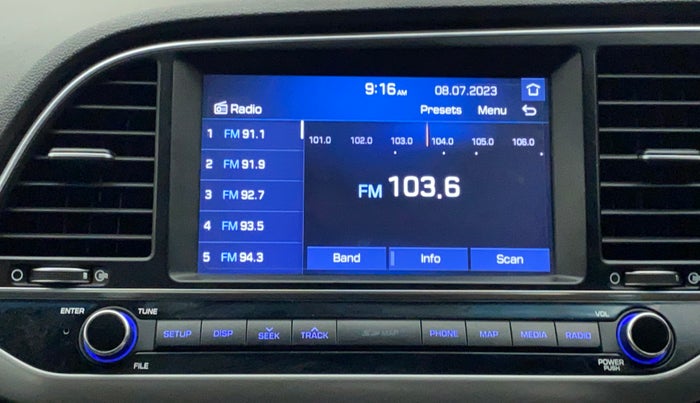 9:16 AM 08.07.2023
Radio Presets Menu
1 FM 91.1
2 FM 91.9
3 FM 92.7
4 FM 93.5
5 FM 94.3
101.0 102.0 103.0 104.0 105.0 106.0
FM 103.6
Band Info Scan
ENTER TUNE VOL
SETUP DISP SEEK TRACK MAP PHONE MAP MEDIA RADIO
FILE POWER
PUSH